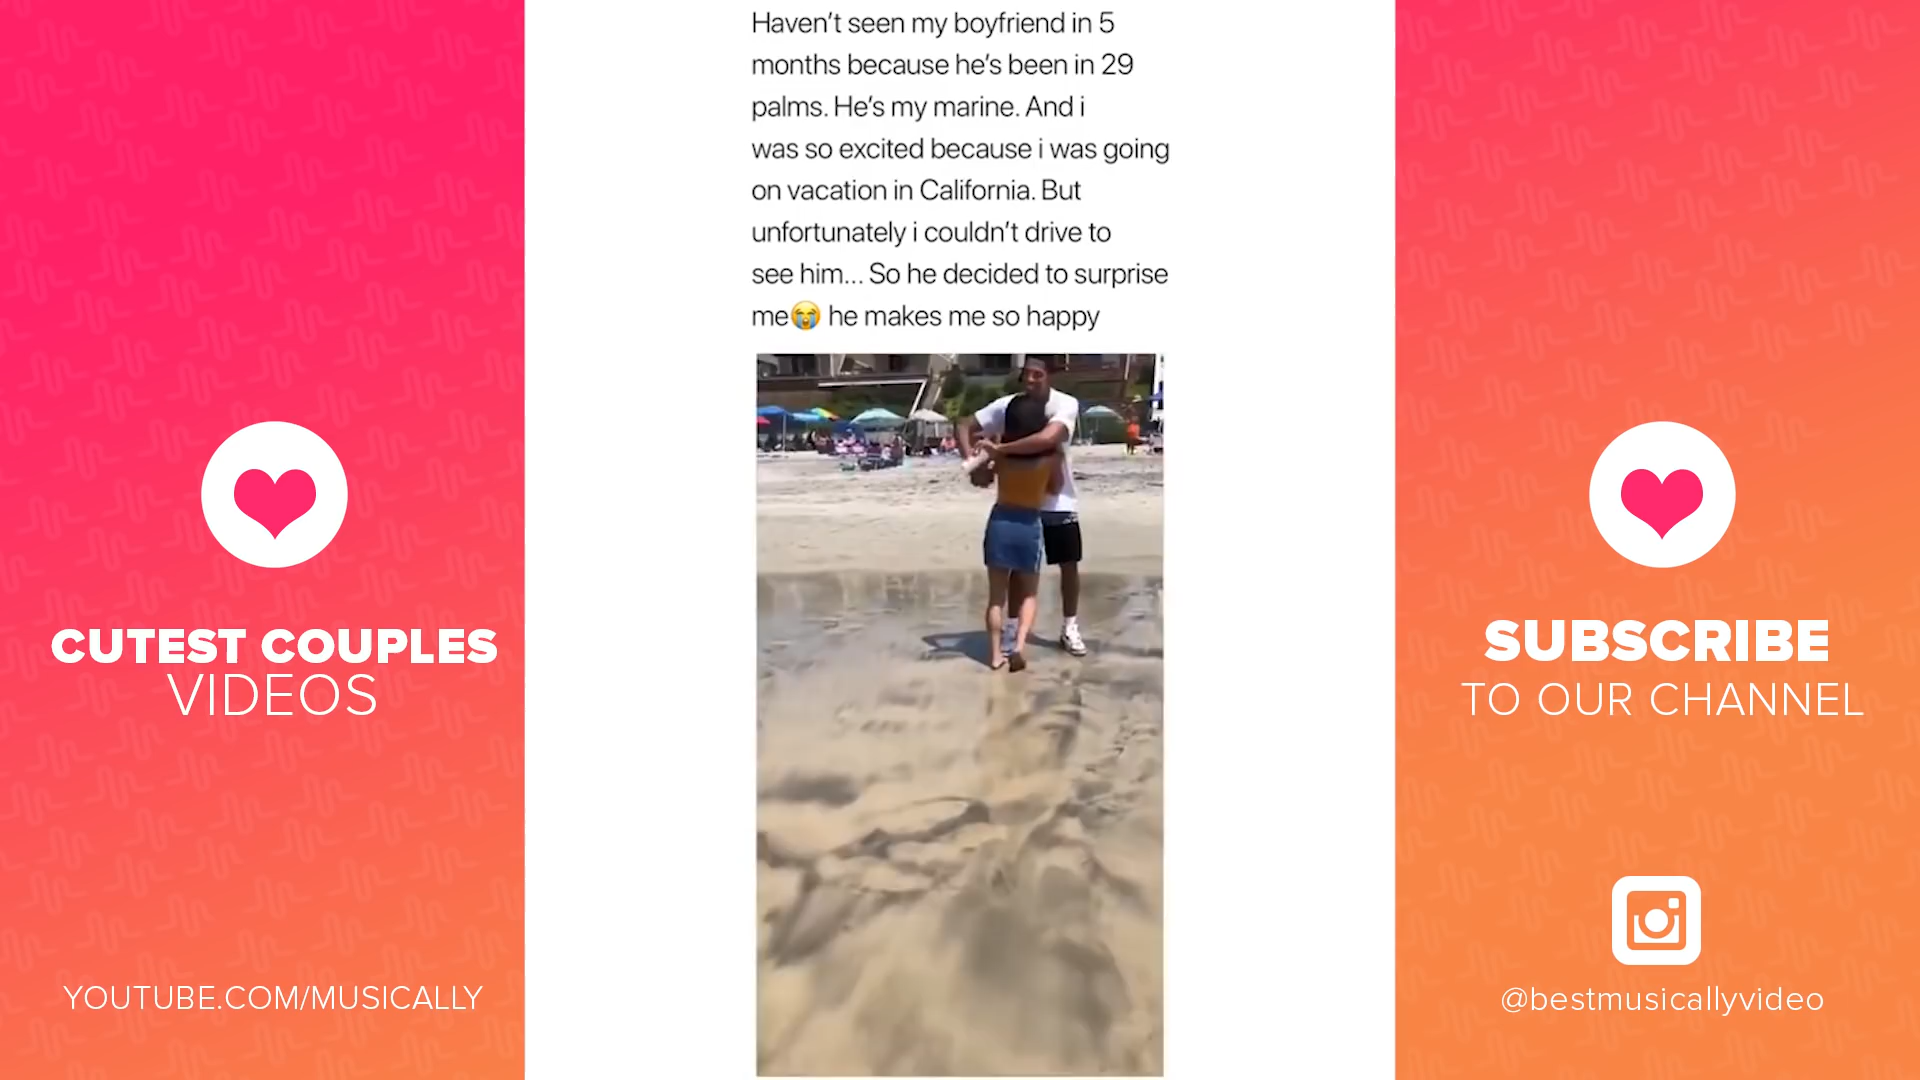 Haven't seen my boyfriend in 5
months because he's been in 29
palms. He's my marine. And i
was so excited because i was going
on vacation in California. But
unfortunately i couldn't drive to
see him... So he decided to surprise
me😭 he makes me so happy
CUTEST COUPLES
VIDEOS
YOUTUBE.COM/MUSICALLY
SUBSCRIBE
TO OUR CHANNEL
@bestmusicallyvideo